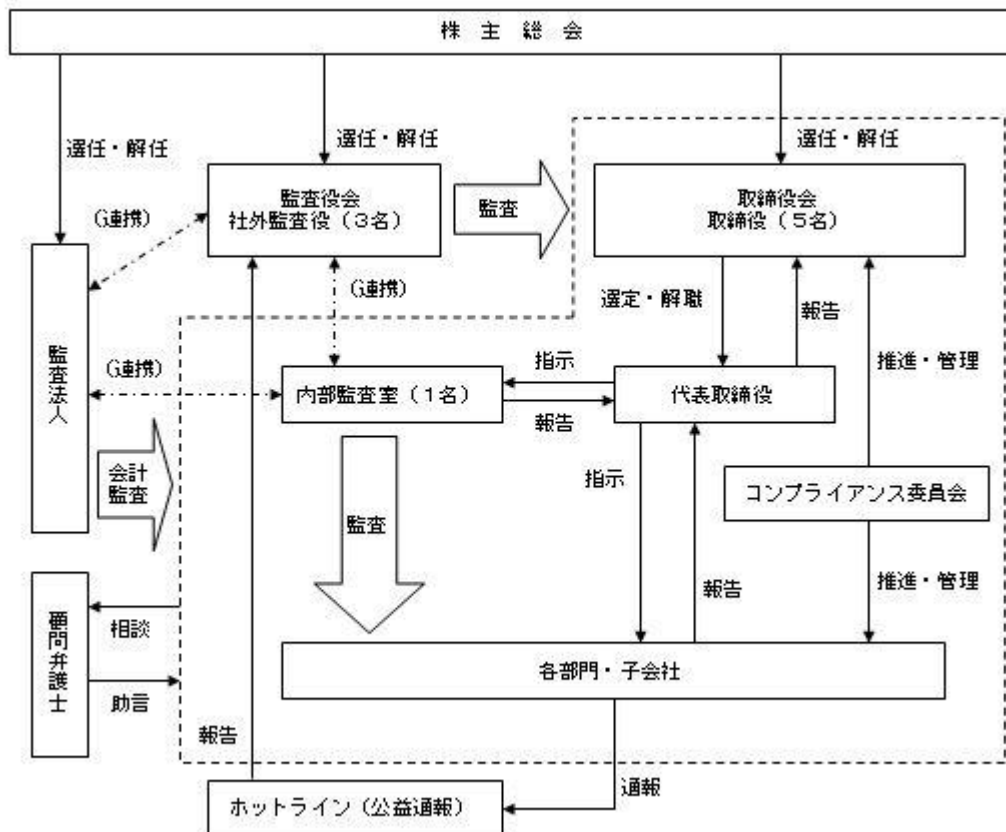 株主総会
選任・解任
選任・解任
選任・解任
監査役会
社外監査役（３名）
監査
取締役会
取締役（５名）
（連携）
（連携）
選定・解職
報告
監査法人
（連携）
内部監査室（１名）
指示
報告
代表取締役
推進・管理
会計
監査
監査
指示
コンプライアンス委員会
報告
推進・管理
顧問弁護士
相談
助言
各部門・子会社
報告
通報
ホットライン（公益通報）